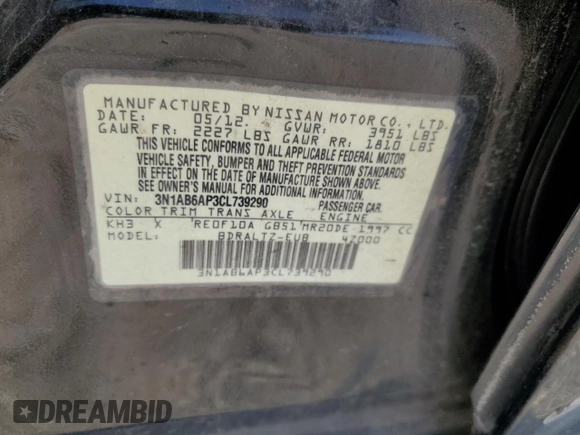 MANUFACTURED BY NISSAN MOTOR CO., LTD.
DATE: 05/12. GVWR: 3951 LBS
GAWR FR: 2227 LBS GAWR RR: 1810 LBS
THIS VEHICLE CONFORMS TO ALL APPLICABLE FEDERAL MOTOR
VEHICLE SAFETY, BUMPER AND THEFT PREVENTION STANDARDS
IN EFFECT ON THE DATE OF MANUFACTURE SHOWN ABOVE.
SEE OWNER'S MANUAL FOR ADDITIONAL INFORMATION.
VIN: 3N1AB6AP3CL739290 PASSENGER CAR.
COLOR TRIM TRANS AXLE ENGINE
KH3 X REOF10A GB51 MR20DE 1997 CC
MODEL: BDRALTZ-EUB 4Z000
3N1AB6AP3CL739290
DREAMBID